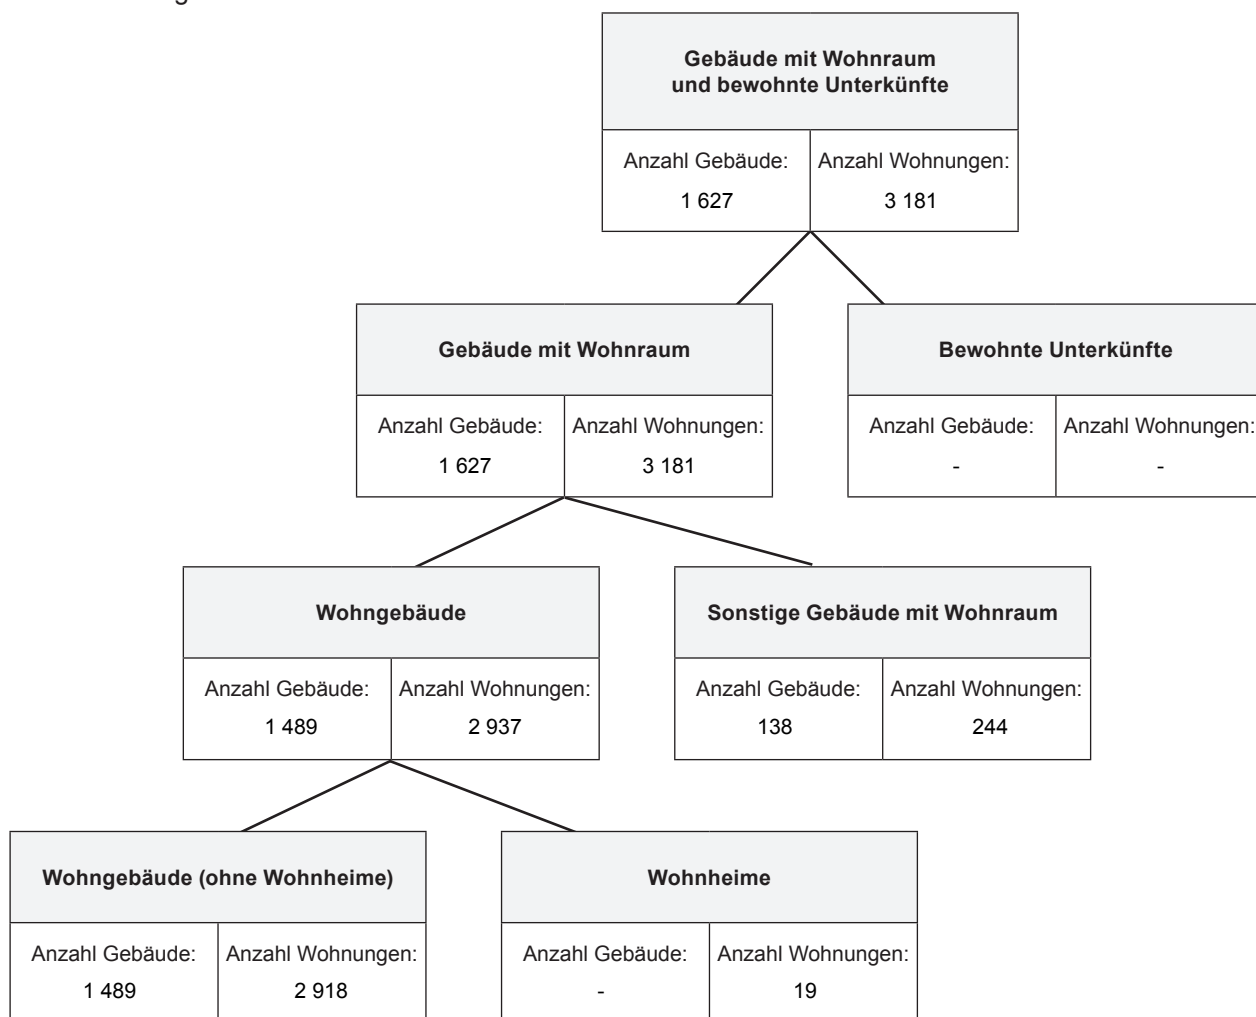 Gebäude mit Wohnraum
und bewohnte Unterkünfte
Anzahl Gebäude: Anzahl Wohnungen:
1 627 3 181
Gebäude mit Wohnraum Bewohnte Unterkünfte
Anzahl Gebäude: Anzahl Wohnungen: Anzahl Gebäude: Anzahl Wohnungen:
1 627 3 181 - -
Wohngebäude Sonstige Gebäude mit Wohnraum
Anzahl Gebäude: Anzahl Wohnungen: Anzahl Gebäude: Anzahl Wohnungen:
1 489 2 937 138 244
Wohngebäude (ohne Wohnheime) Wohnheime
Anzahl Gebäude: Anzahl Wohnungen: Anzahl Gebäude: Anzahl Wohnungen:
1 489 2 918 - 19